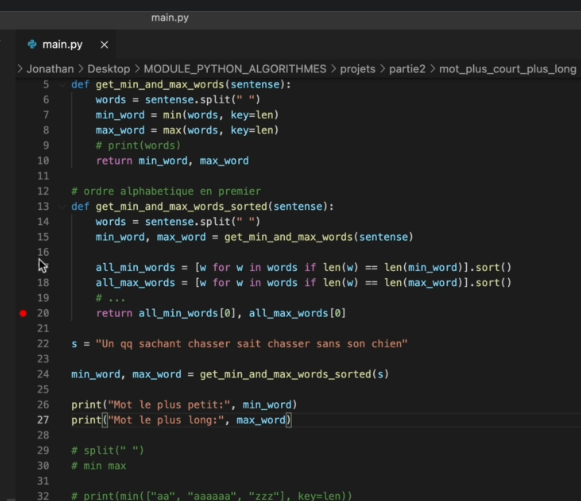 main.py
main.py ×
> Jonathan > Desktop > MODULE_PYTHON_ALGORITHMES > projets > partie2 > mot_plus_court_plus_long
5 def get_min_and_max_words(sentense):
6 words = sentense.split(" ")
7 min_word = min(words, key=len)
8 max_word = max(words, key=len)
9 # print(words)
10 return min_word, max_word
11
12 # ordre alphabetique en premier
13 def get_min_and_max_words_sorted(sentense):
14 words = sentense.split(" ")
15 min_word, max_word = get_min_and_max_words(sentense)
16
all_min_words = [w for w in words if len(w) == len(min_word)].sort()
18 all_max_words = [w for w in words if len(w) == len(max_word)].sort()
19 # ...
20 return all_min_words[0], all_max_words[0]
21
22 s = "Un qq sachant chasser sait chasser sans son chien"
23
24 min_word, max_word = get_min_and_max_words_sorted(s)
25
26 print("Mot le plus petit:", min_word)
27 print("Mot le plus long:", max_word)
28
29 # split(" ")
30 # min max
31
32 # print(min(["aa", "aaaaaa", "zzz"], key=len))